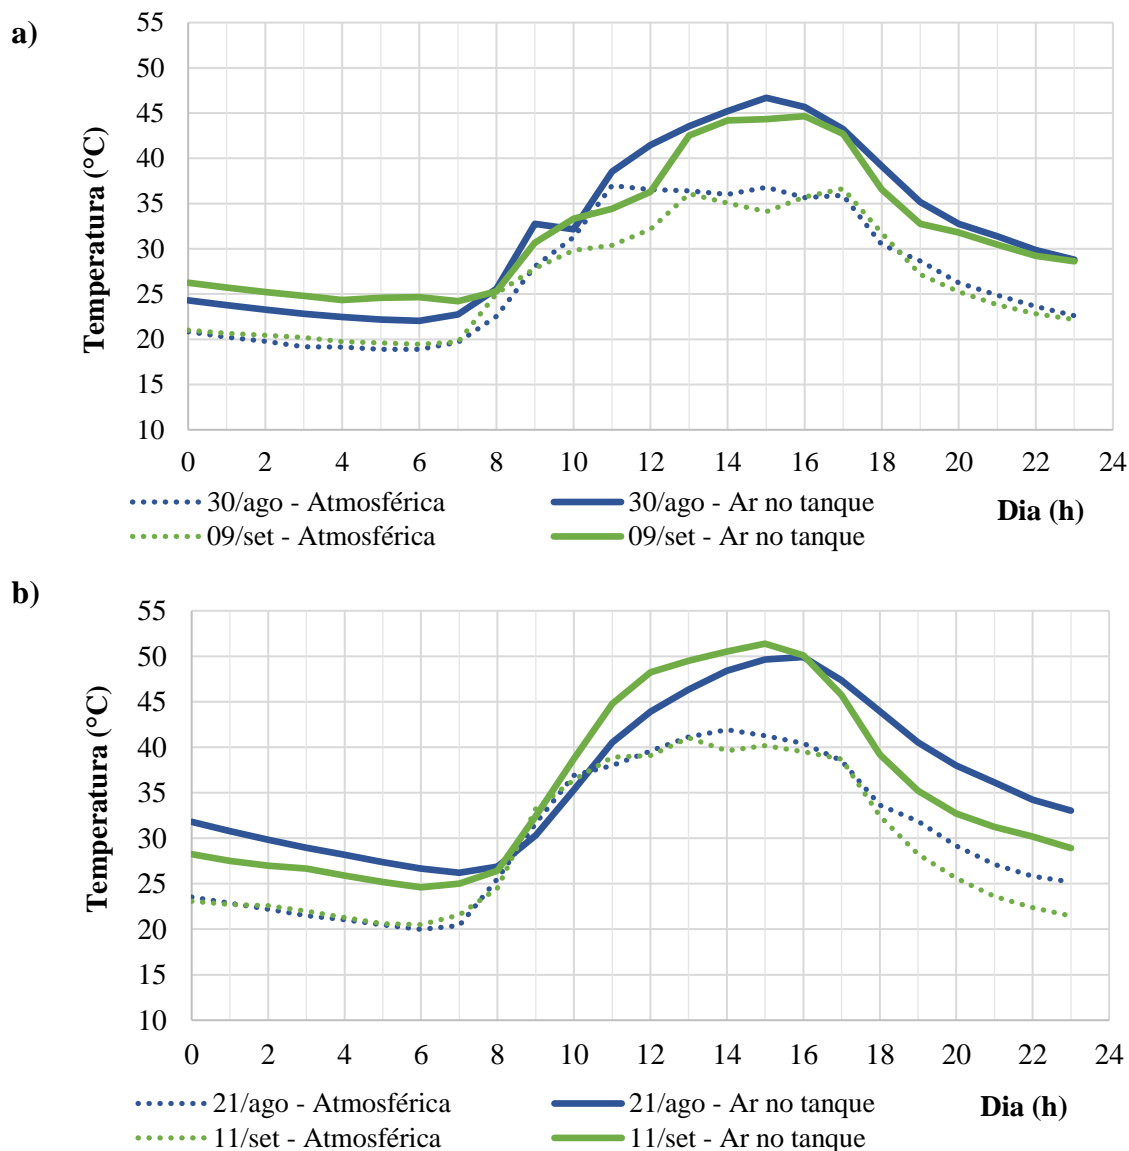 a)
Temperatura (°C)
55
50
45
40
35
30
25
20
15
10
0 2 4 6 8 10 12 14 16 18 20 22 24
30/ago - Atmosférica 30/ago - Ar no tanque Dia (h)
09/set - Atmosférica 09/set - Ar no tanque
b)
Temperatura (°C)
55
50
45
40
35
30
25
20
15
10
0 2 4 6 8 10 12 14 16 18 20 22 24
21/ago - Atmosférica 21/ago - Ar no tanque Dia (h)
11/set - Atmosférica 11/set - Ar no tanque